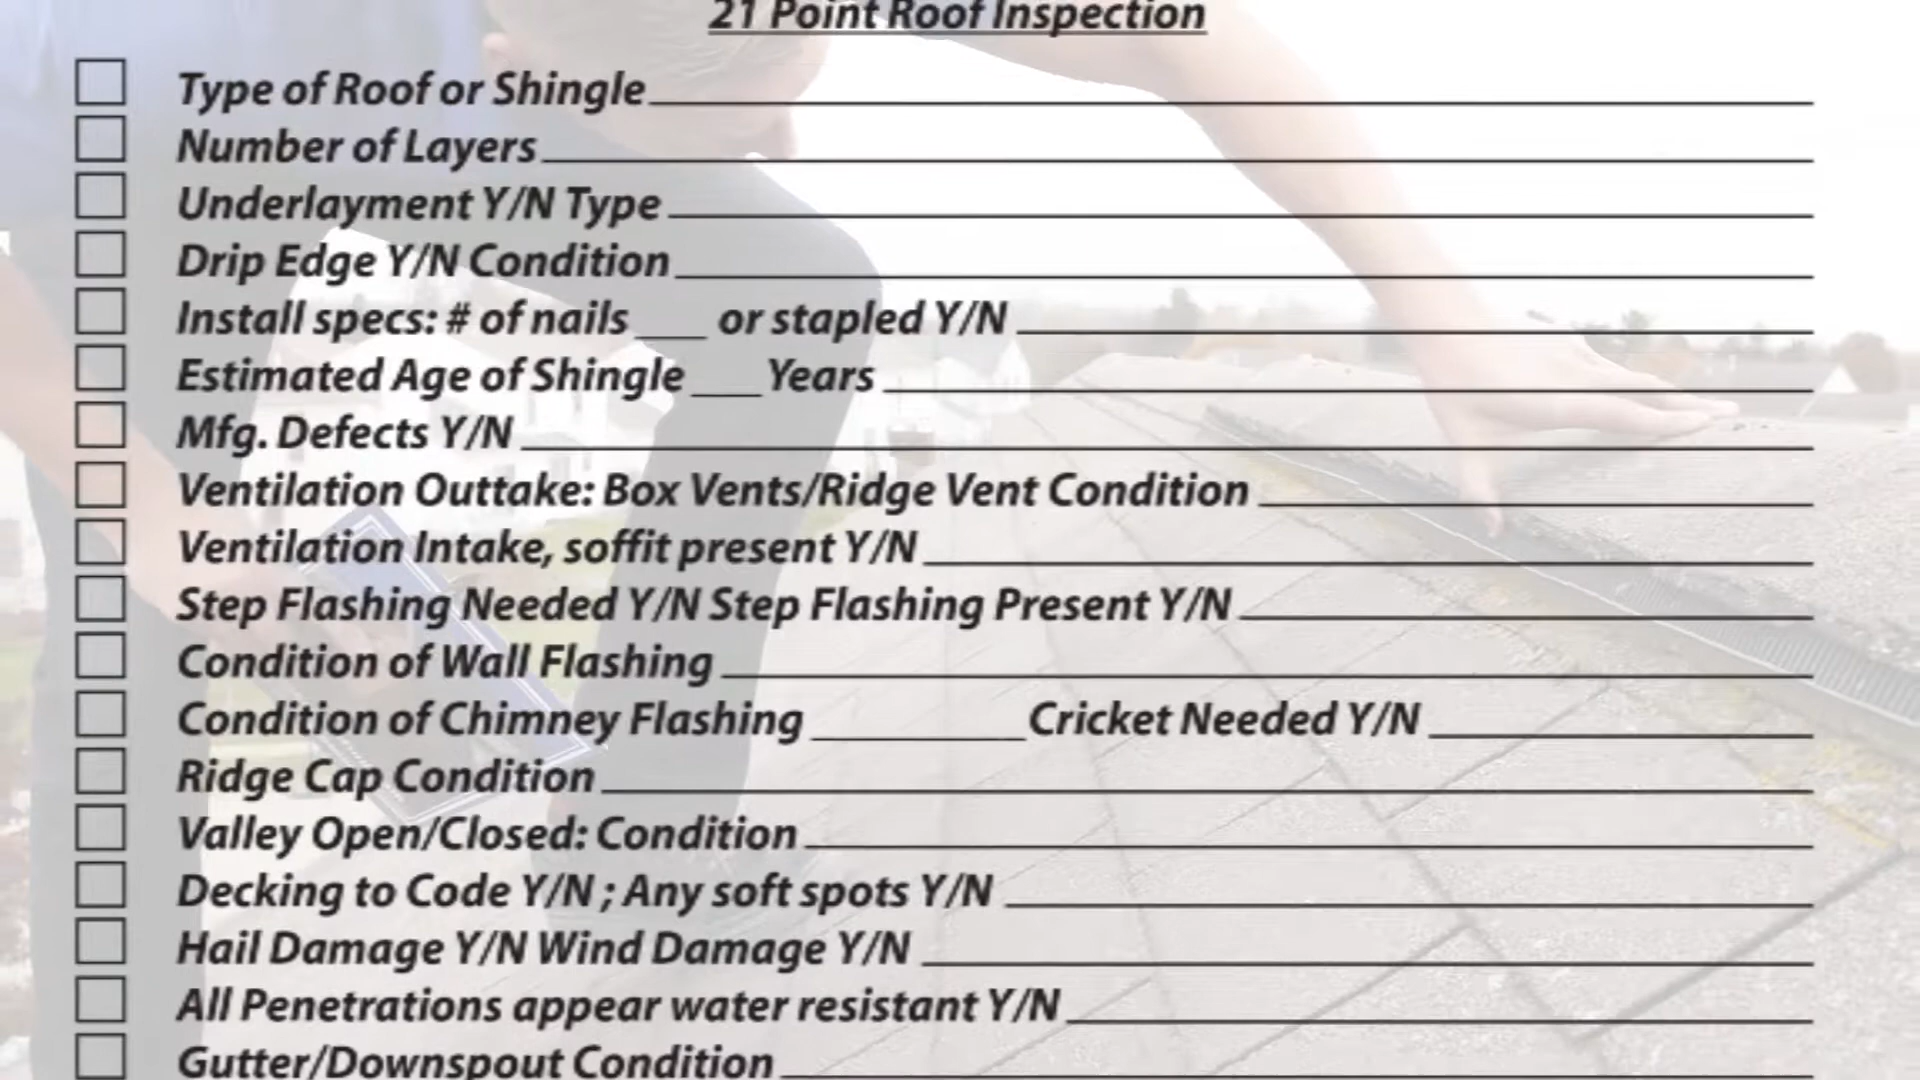 21 Point Roof Inspection
Type of Roof or Shingle
Number of Layers
Underlayment Y/N Type
Drip Edge Y/N Condition
Install specs: # of nails ___ or stapled Y/N
Estimated Age of Shingle ___ Years
Mfg. Defects Y/N
Ventilation Outtake: Box Vents/Ridge Vent Condition
Ventilation Intake, soffit present Y/N
Step Flashing Needed Y/N Step Flashing Present Y/N
Condition of Wall Flashing
Condition of Chimney Flashing _________ Cricket Needed Y/N
Ridge Cap Condition
Valley Open/Closed: Condition
Decking to Code Y/N ; Any soft spots Y/N
Hail Damage Y/N Wind Damage Y/N
All Penetrations appear water resistant Y/N
Gutter/Downspout Condition